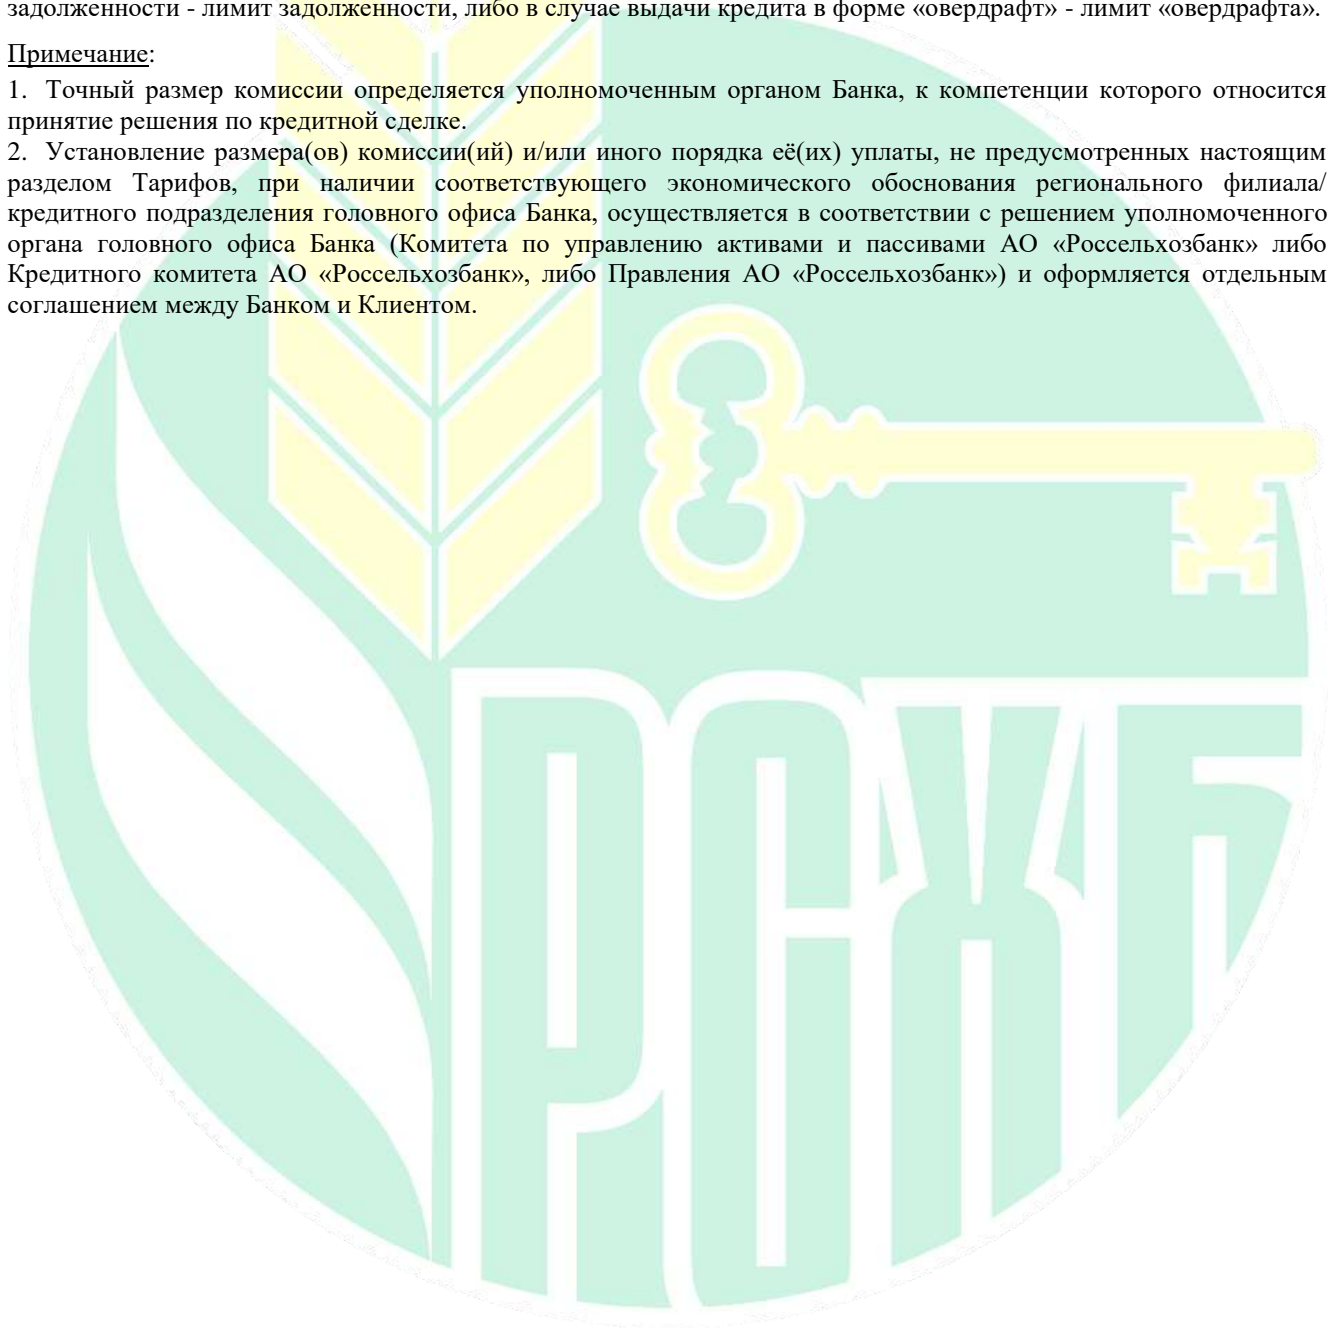 задолженности - лимит задолженности, либо в случае выдачи кредита в форме «овердрафт» - лимит «овердрафта».
Примечание:
1. Точный размер комиссии определяется уполномоченным органом Банка, к компетенции которого относится
принятие решения по кредитной сделке.
2. Установление размера(ов) комиссии(ий) и/или иного порядка её(их) уплаты, не предусмотренных настоящим
разделом Тарифов, при наличии соответствующего экономического обоснования регионального филиала/
кредитного подразделения головного офиса Банка, осуществляется в соответствии с решением уполномоченного
органа головного офиса Банка (Комитета по управлению активами и пассивами АО «Россельхозбанк» либо
Кредитного комитета АО «Россельхозбанк», либо Правления АО «Россельхозбанк») и оформляется отдельным
соглашением между Банком и Клиентом.
РСХБ